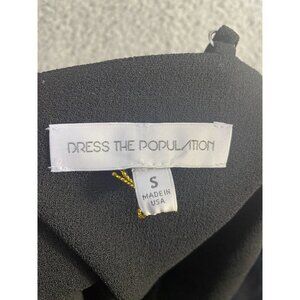 DRESS THE POPULATION
S
MADE IN
USA